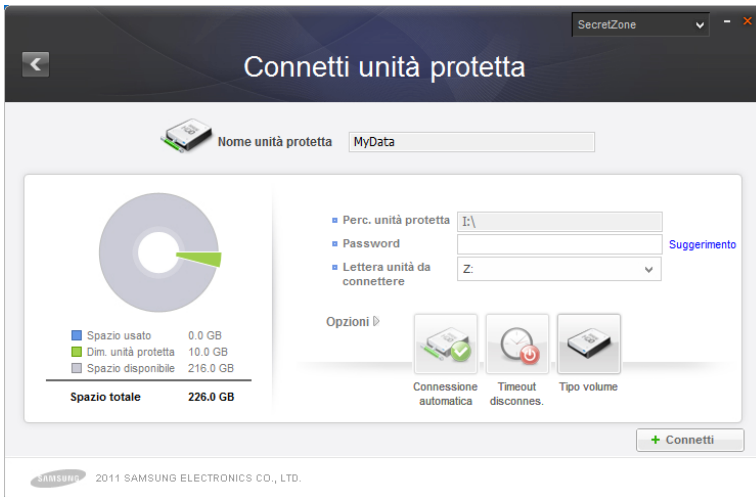 SecretZone
Connetti unità protetta
Nome unità protetta MyData
Perc. unità protetta I:\
Password Suggerimento
Lettera unità da connettere Z:
Opzioni
Spazio usato 0.0 GB
Dim. unità protetta 10.0 GB
Spazio disponibile 216.0 GB
Spazio totale 226.0 GB
Connessione automatica
Timeout disconnes.
Tipo volume
+ Connetti
SAMSUNG 2011 SAMSUNG ELECTRONICS CO., LTD.